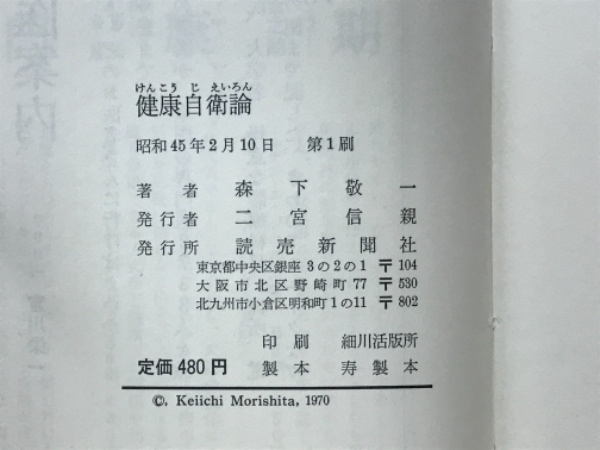 けんこう じ えいろん
健康自衛論
昭和45年2月10日 第1刷
著者 森下敬一
発行者 二宮信親
発行所 読売新聞社
東京都中央区銀座3の2の1 〒104
大阪市北区野崎町77 〒530
北九州市小倉区明和町1の11 〒802
印刷 細川活版所
定価480円 製本 寿製本
©, Keiichi Morishita, 1970